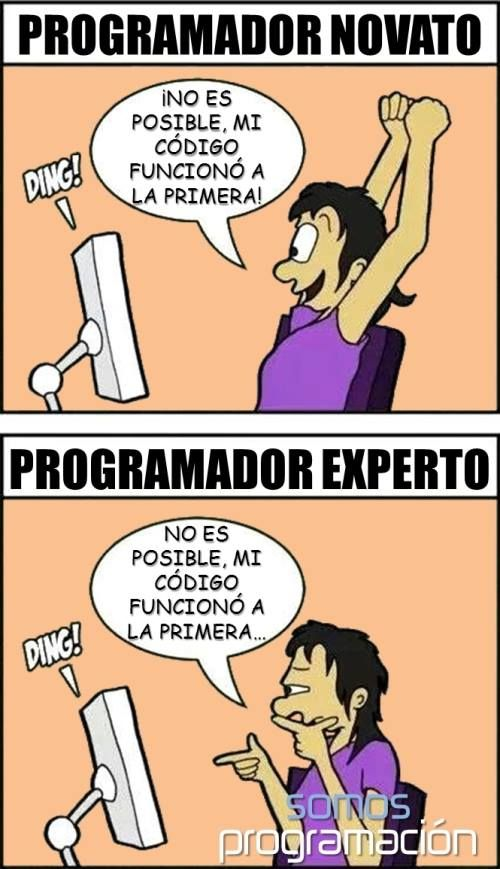 PROGRAMADOR NOVATO
¡NO ES
POSIBLE, MI
CÓDIGO
FUNCIONÓ A
LA PRIMERA!
DING!
PROGRAMADOR EXPERTO
NO ES
POSIBLE, MI
CÓDIGO
FUNCIONÓ A
LA PRIMERA...
DING!
somos
programación